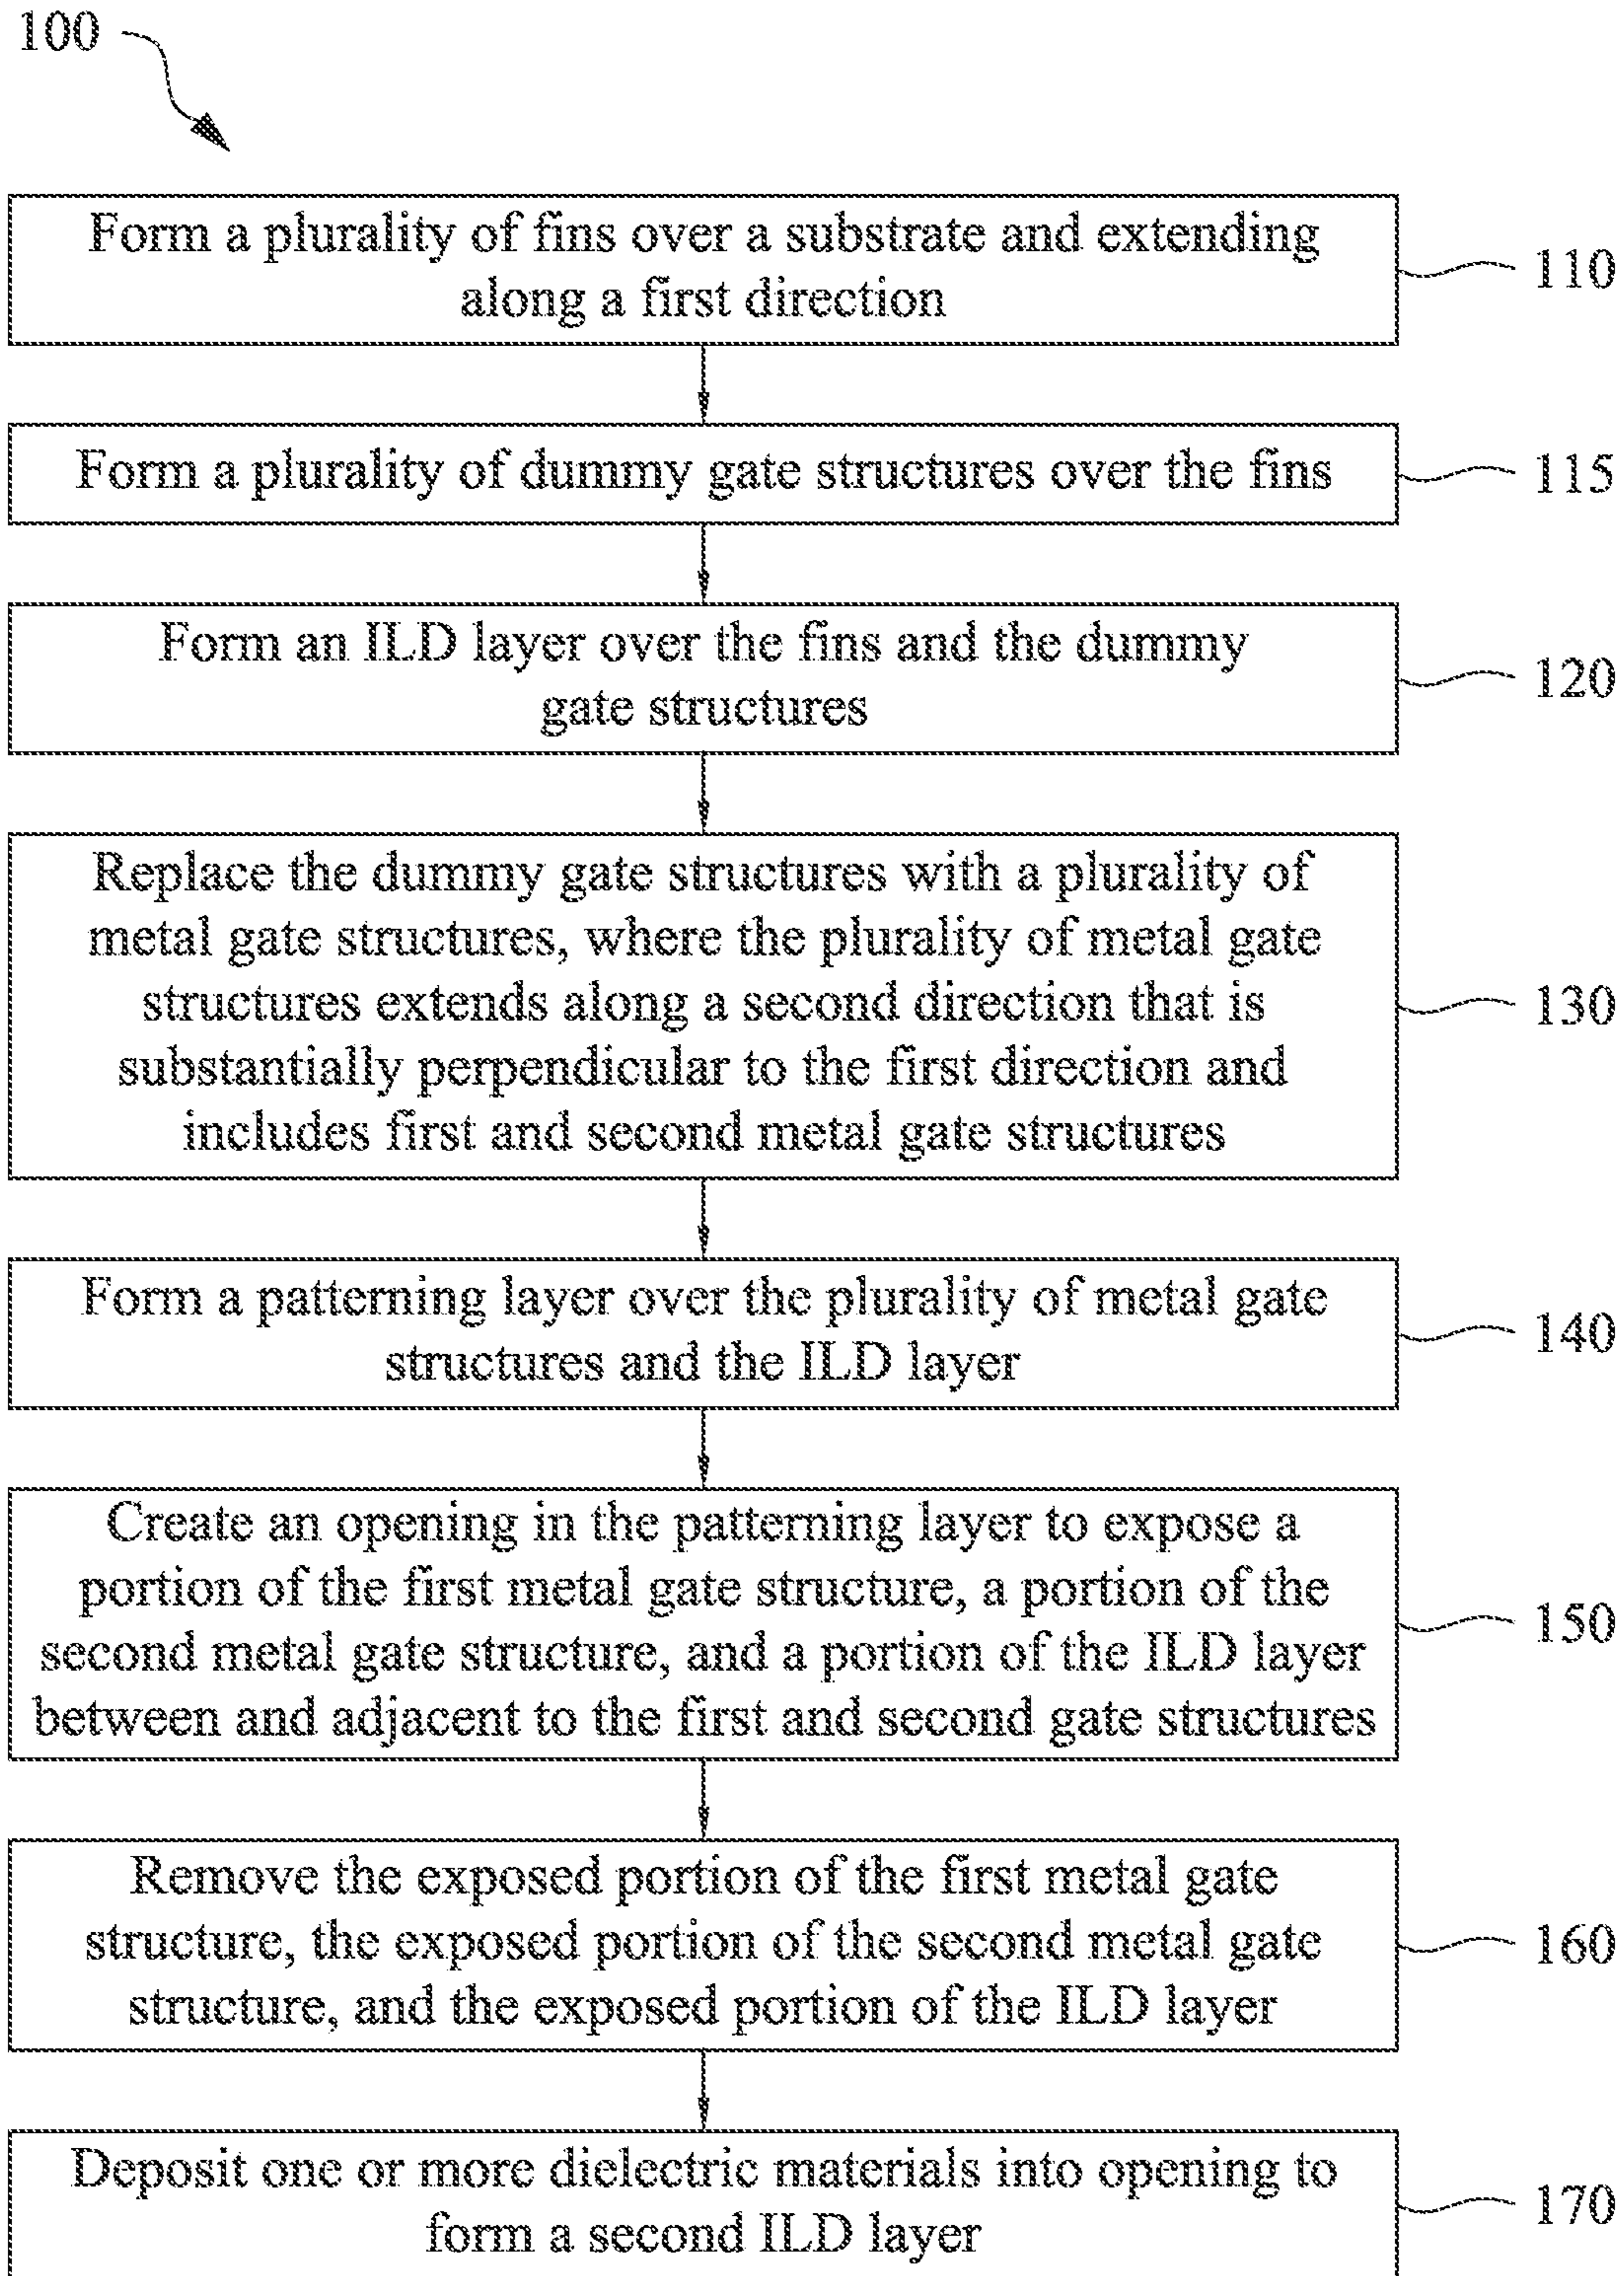 100
Form a plurality of fins over a substrate and extending
along a first direction
110
Form a plurality of dummy gate structures over the fins
115
Form an ILD layer over the fins and the dummy
gate structures
120
Replace the dummy gate structures with a plurality of
metal gate structures, where the plurality of metal gate
structures extends along a second direction that is
substantially perpendicular to the first direction and
includes first and second metal gate structures
130
Form a patterning layer over the plurality of metal gate
structures and the ILD layer
140
Create an opening in the patterning layer to expose a
portion of the first metal gate structure, a portion of the
second metal gate structure, and a portion of the ILD layer
between and adjacent to the first and second gate structures
150
Remove the exposed portion of the first metal gate
structure, the exposed portion of the second metal gate
structure, and the exposed portion of the ILD layer
160
Deposit one or more dielectric materials into opening to
form a second ILD layer
170